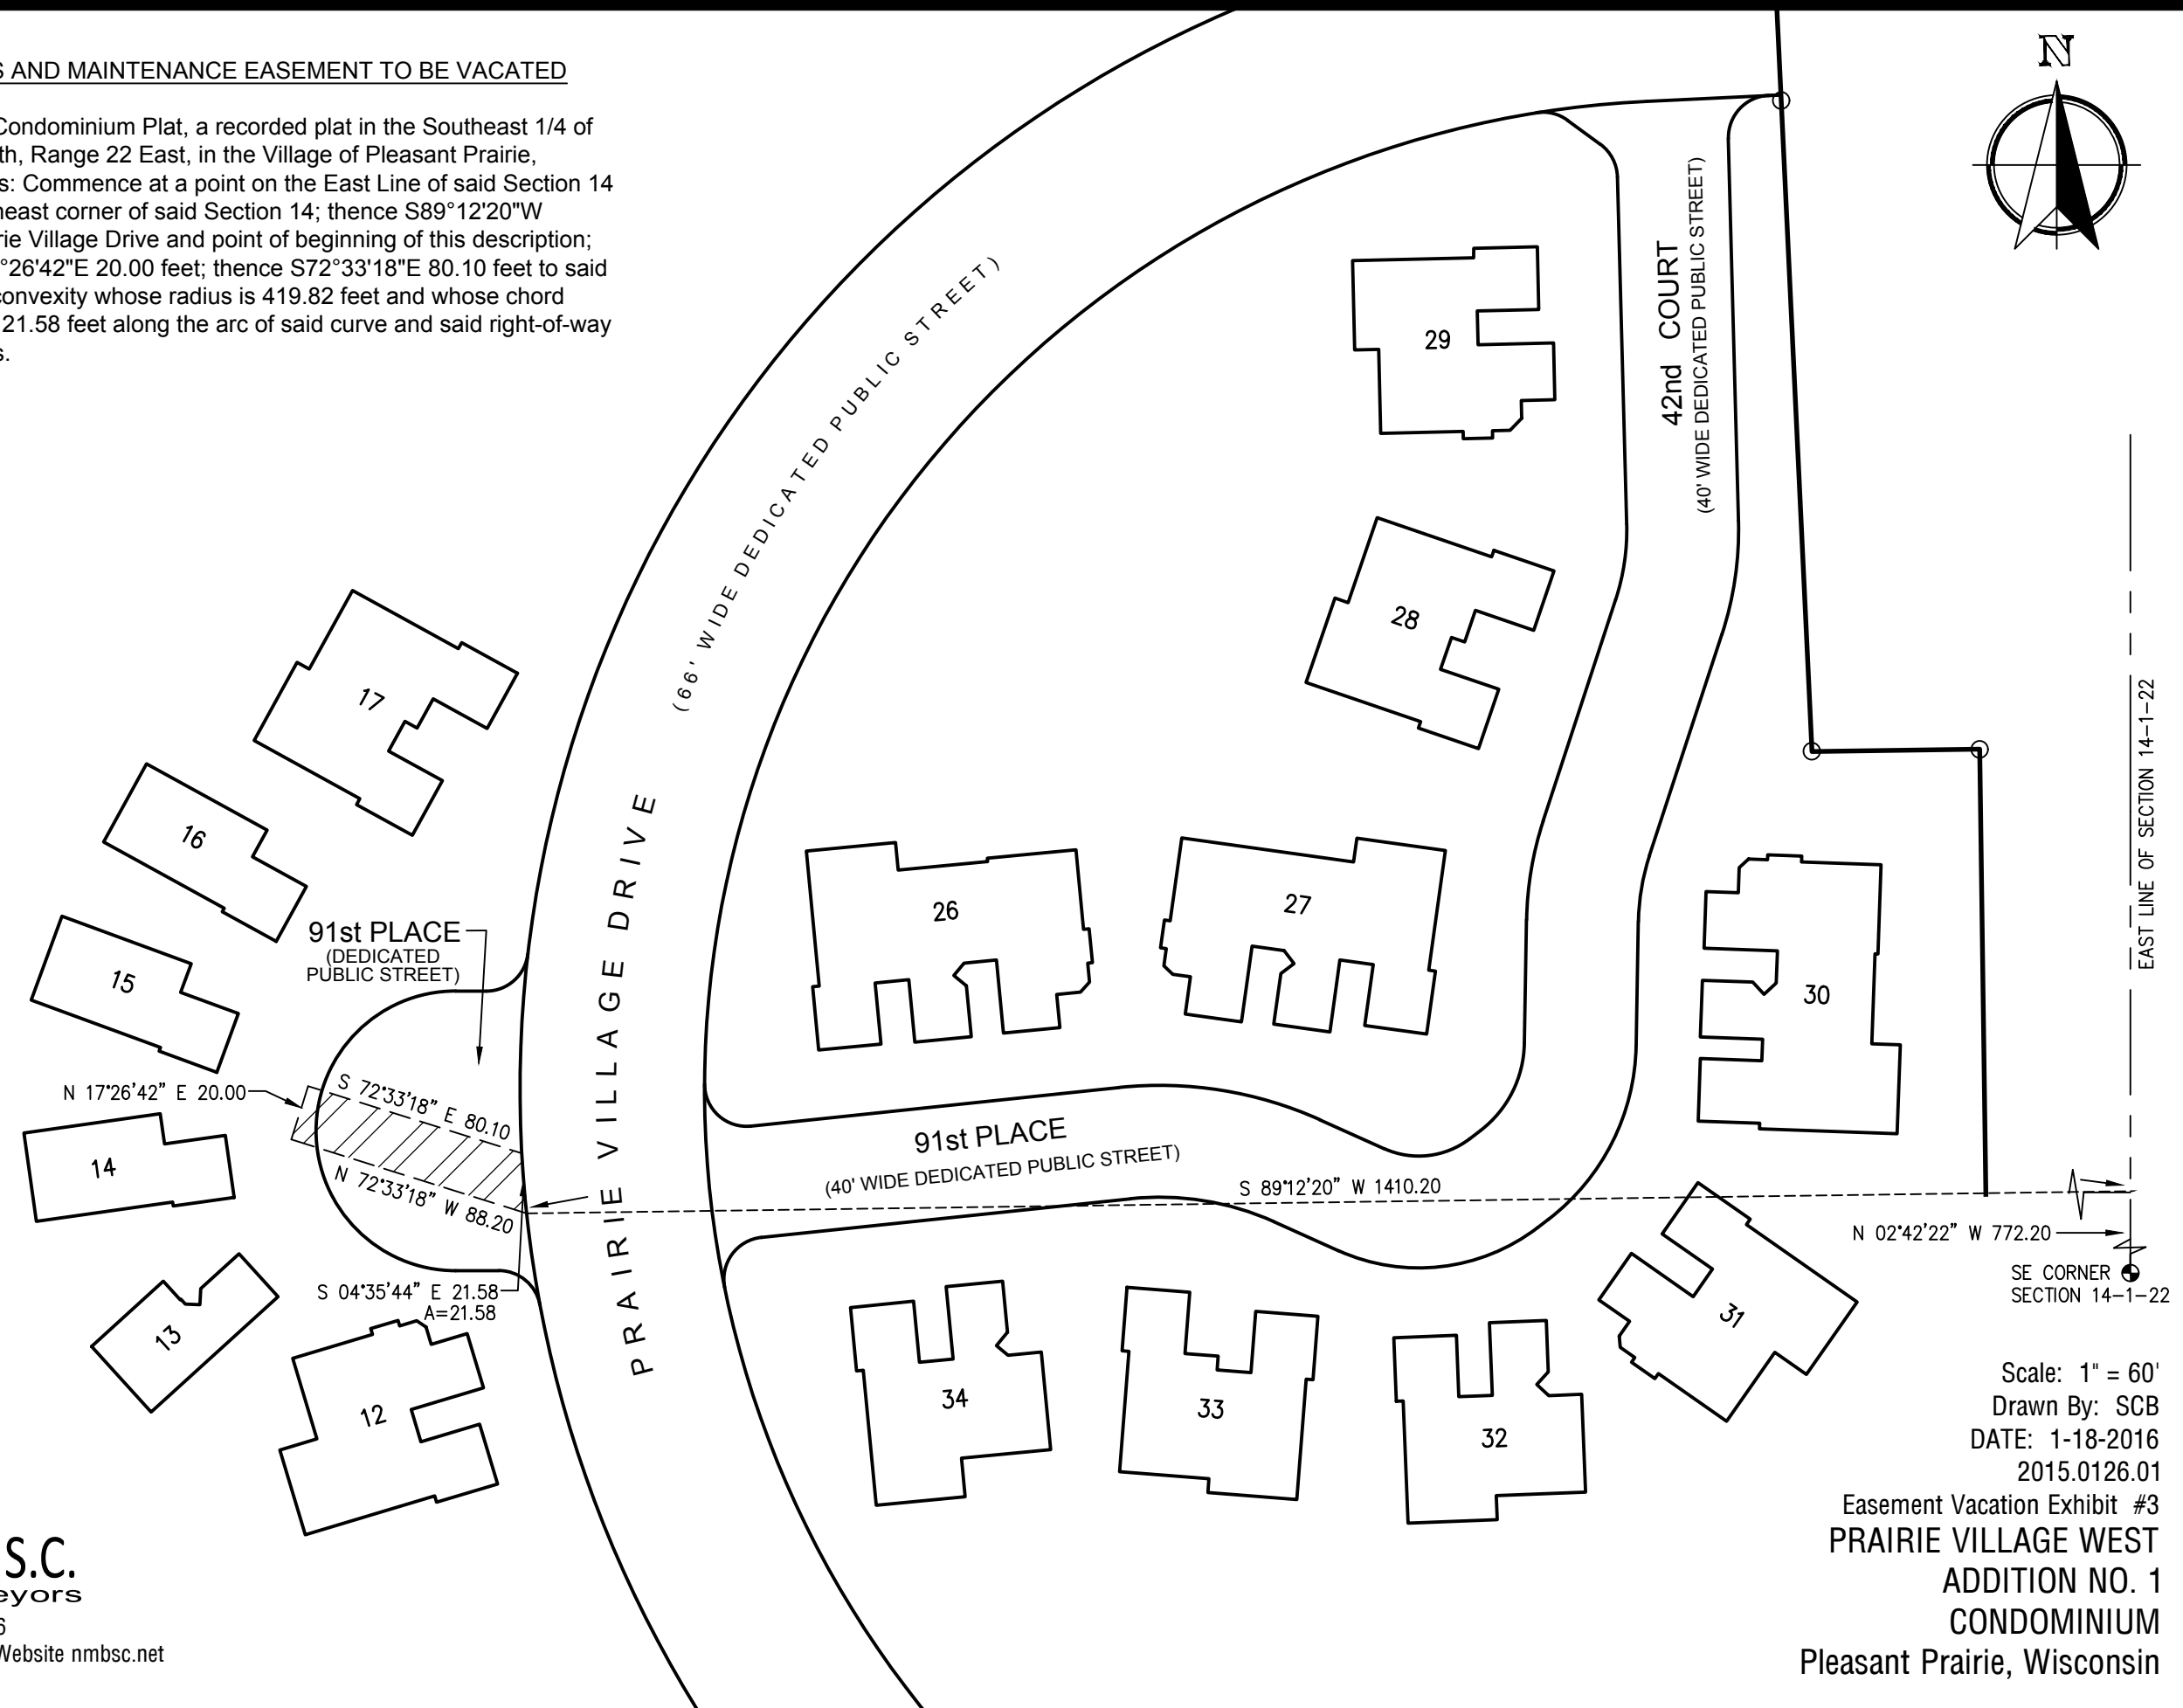 S AND MAINTENANCE EASEMENT TO BE VACATED
Condominium Plat, a recorded plat in the Southeast 1/4 of
th, Range 22 East, in the Village of Pleasant Prairie,
s: Commence at a point on the East Line of said Section 14
heast corner of said Section 14; thence S89°12'20"W
rie Village Drive and point of beginning of this description;
°26'42"E 20.00 feet; thence S72°33'18"E 80.10 feet to said
convexity whose radius is 419.82 feet and whose chord
21.58 feet along the arc of said curve and said right-of-way
s.
N
PRAIRIE VILLAGE DRIVE
(66' WIDE DEDICATED PUBLIC STREET)
42nd COURT
(40' WIDE DEDICATED PUBLIC STREET)
29
28
17
16
15
14
13
12
26
27
30
31
32
33
34
91st PLACE
(DEDICATED
PUBLIC STREET)
N 17°26'42" E 20.00
S 72°33'18" E 80.10
N 72°33'18" W 88.20
S 04°35'44" E 21.58
A=21.58
91st PLACE
(40' WIDE DEDICATED PUBLIC STREET)
S 89°12'20" W 1410.20
EAST LINE OF SECTION 14-1-22
N 02°42'22" W 772.20
SE CORNER
SECTION 14-1-22
Scale: 1" = 60'
Drawn By: SCB
DATE: 1-18-2016
2015.0126.01
Easement Vacation Exhibit #3
PRAIRIE VILLAGE WEST
ADDITION NO. 1
CONDOMINIUM
Pleasant Prairie, Wisconsin
S.C.
eyors
6
Website nmbsc.net